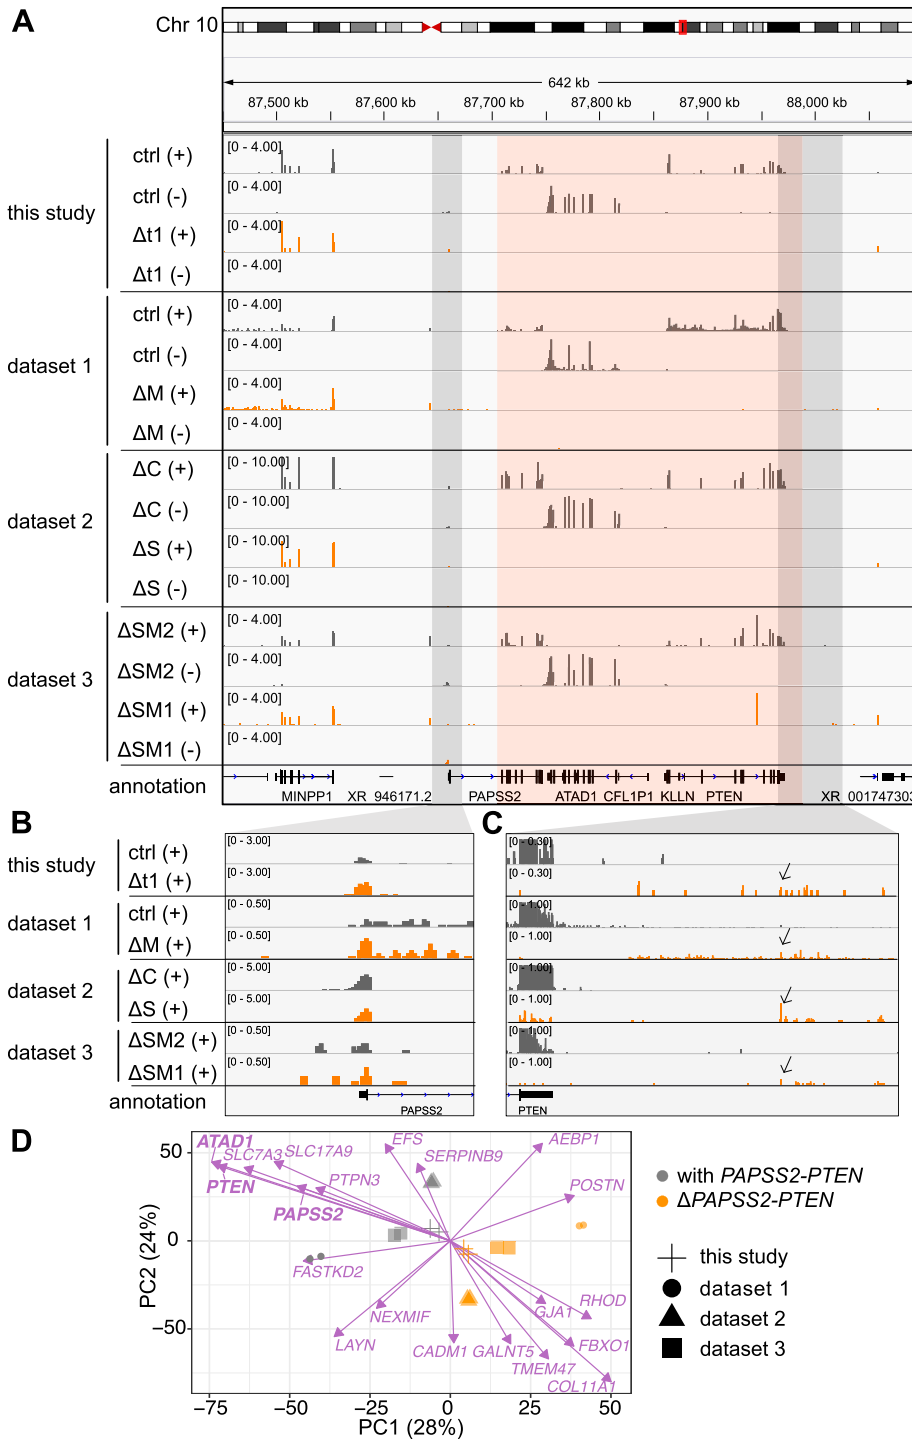 A
Chr 10
642 kb
87,500 kb 87,600 kb 87,700 kb 87,800 kb 87,900 kb 88,000 kb
this study
ctrl (+) [0 - 4.00]
ctrl (-) [0 - 4.00]
Δt1 (+) [0 - 4.00]
Δt1 (-) [0 - 4.00]
dataset 1
ctrl (+) [0 - 4.00]
ctrl (-) [0 - 4.00]
ΔM (+) [0 - 4.00]
ΔM (-) [0 - 4.00]
dataset 2
ΔC (+) [0 - 10.00]
ΔC (-) [0 - 10.00]
ΔS (+) [0 - 10.00]
ΔS (-) [0 - 10.00]
dataset 3
ΔSM2 (+) [0 - 4.00]
ΔSM2 (-) [0 - 4.00]
ΔSM1 (+) [0 - 4.00]
ΔSM1 (-) [0 - 4.00]
annotation
MINPP1 XR_946171.2 PAPSS2 ATAD1 CFL1P1 KLLN PTEN XR_001747303
B C
this study
ctrl (+) [0 - 3.00] [0 - 0.30]
Δt1 (+) [0 - 3.00] [0 - 0.30]
dataset 1
ctrl (+) [0 - 0.50] [0 - 1.00]
ΔM (+) [0 - 0.50] [0 - 1.00]
dataset 2
ΔC (+) [0 - 5.00] [0 - 1.00]
ΔS (+) [0 - 5.00] [0 - 1.00]
dataset 3
ΔSM2 (+) [0 - 0.50] [0 - 1.00]
ΔSM1 (+) [0 - 0.50] [0 - 1.00]
annotation PAPSS2 PTEN
D
PC2 (24%)
50
0
−50
ATAD1
SLC7A3
SLC17A9
EFS
SERPINB9
AEBP1
PTEN
PTPN3
PAPSS2
POSTN
FASTKD2
NEXMIF
LAYN
CADM1
GALNT5
GJA1
RHOD
FBXO1
TMEM47
COL11A1
−75 −50 −25 0 25 50
PC1 (28%)
with PAPSS2-PTEN
ΔPAPSS2-PTEN
this study
dataset 1
dataset 2
dataset 3